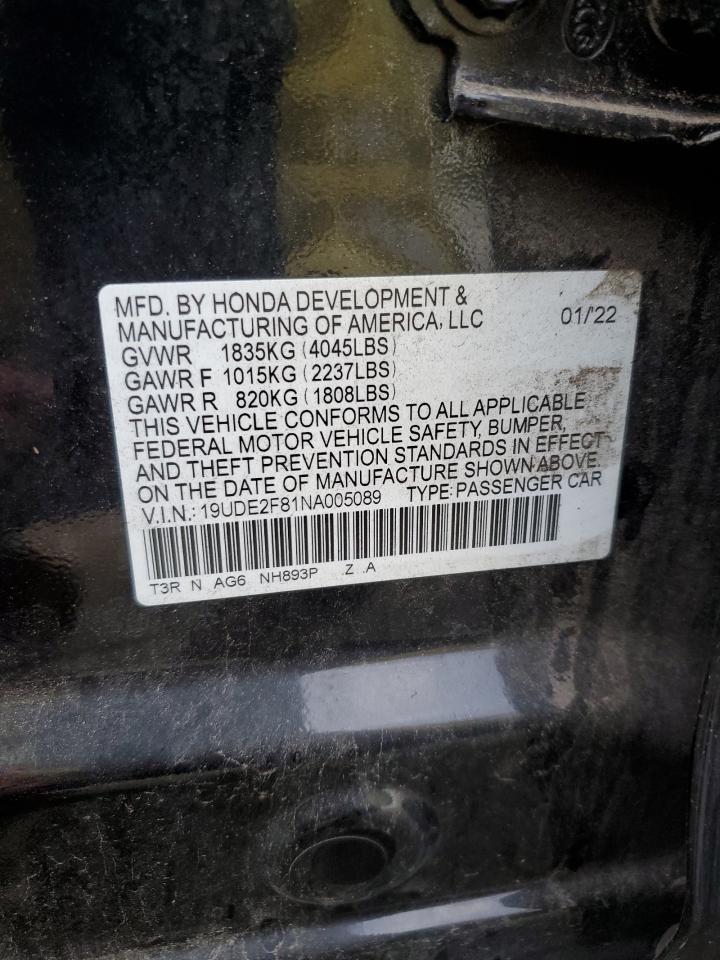 MFD. BY HONDA DEVELOPMENT &
MANUFACTURING OF AMERICA, LLC 01/'22
GVWR 1835KG (4045LBS)
GAWR F 1015KG (2237LBS)
GAWR R 820KG (1808LBS)
THIS VEHICLE CONFORMS TO ALL APPLICABLE
FEDERAL MOTOR VEHICLE SAFETY, BUMPER,
AND THEFT PREVENTION STANDARDS IN EFFECT
ON THE DATE OF MANUFACTURE SHOWN ABOVE.
V.I.N.: 19UDE2F81NA005089 TYPE: PASSENGER CAR
T3R N AG6 NH893P Z .A